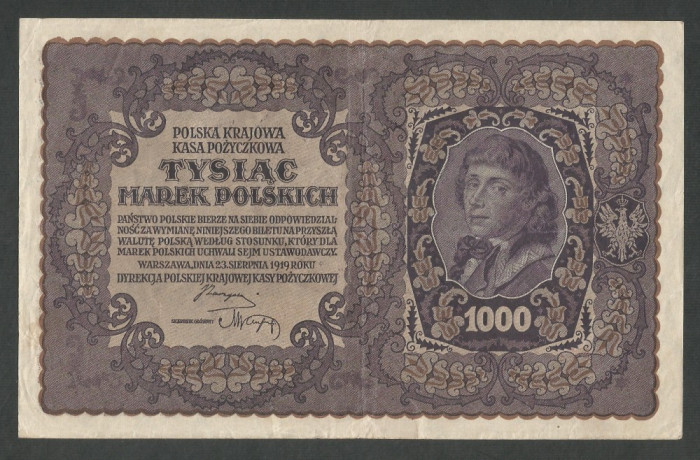 POLSKA KRAJOWA
KASA POŻYCZKOWA
TYSIĄC
MAREK POLSKICH
PAŃSTWO POLSKIE BIERZE NA SIEBIE ODPOWIEDZIAL
NOŚĆ ZA WYMIANĘ NINIEJSZEGO BILETU NA PRZYSZŁĄ
WALUTĘ POLSKĄ WEDŁUG STOSUNKU, KTÓRY DLA
MAREK POLSKICH UCHWALI SEJM USTAWODAWCZY.
WARSZAWA, DNIA 23 SIERPNIA 1919 ROKU
DYREKCJA POLSKIEJ KRAJOWEJ KASY POŻYCZKOWEJ
1000